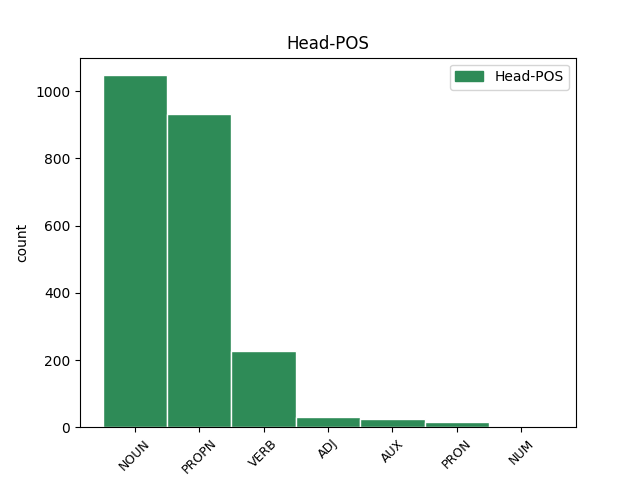 Head-POS
Head-POS
1000
800
600
400
200
0
count
NOUN
PROPN
VERB
ADJ
AUX
PRON
NUM